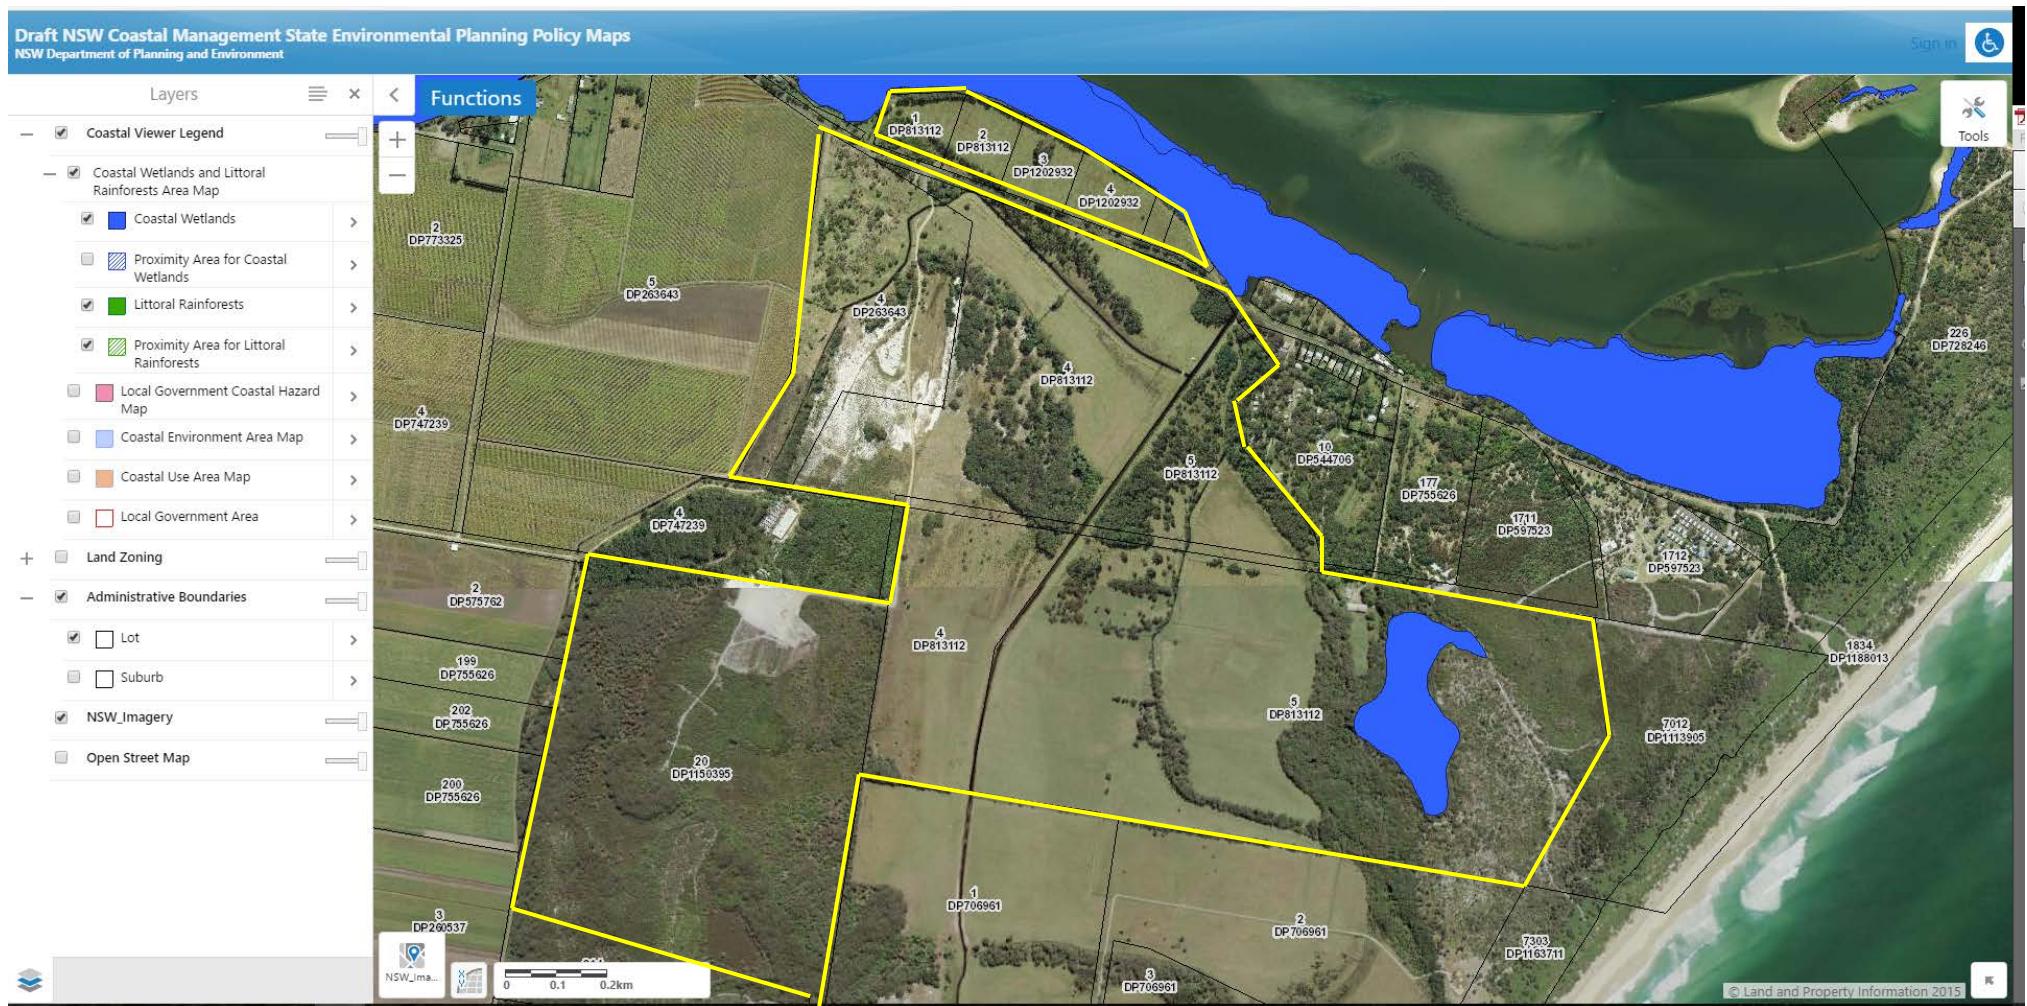 Draft NSW Coastal Management State Environmental Planning Policy Maps
NSW Department of Planning and Environment
Sign in
Layers
Functions
Tools
Coastal Viewer Legend
Coastal Wetlands and Littoral
Rainforests Area Map
Coastal Wetlands
Proximity Area for Coastal
Wetlands
Littoral Rainforests
Proximity Area for Littoral
Rainforests
Local Government Coastal Hazard
Map
Coastal Environment Area Map
Coastal Use Area Map
Local Government Area
Land Zoning
Administrative Boundaries
Lot
Suburb
NSW_Imagery
Open Street Map
1
DP813112
2
DP813112
3
DP1202932
4
DP1202932
2
DP773325
5
DP263643
4
DP263643
4
DP813112
226
DP728246
4
DP747239
5
DP813112
10
DP544706
177
DP755626
1711
DP597523
1712
DP597523
4
DP747239
2
DP575762
4
DP813112
199
DP755626
202
DP755626
200
DP755626
20
DP1150395
5
DP813112
1834
DP1188013
7012
DP1113905
3
DP260537
1
DP706961
2
DP706961
3
DP706961
7303
DP1163711
NSW_Ima...
0 0.1 0.2km
© Land and Property Information 2015